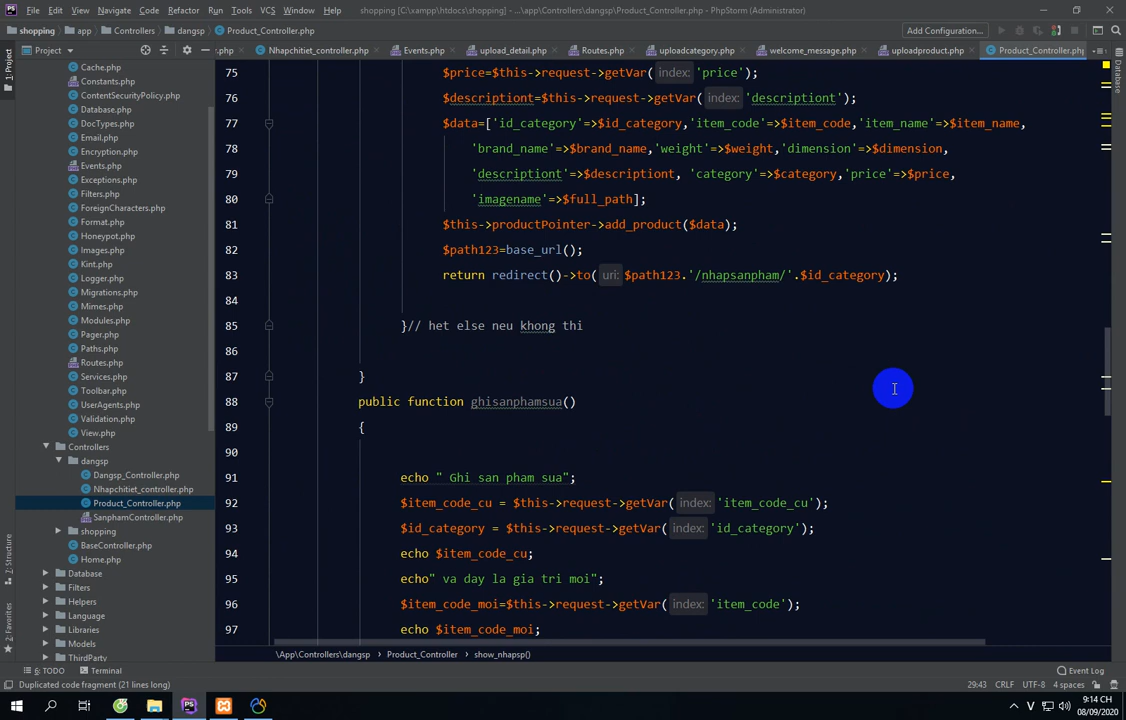 File Edit View Navigate Code Refactor Run Tools VCS Window Help shopping [C:\xampp\htdocs\shopping] - ...\app\Controllers\dangsp\Product_Controller.php - PhpStorm (Administrator)
shopping app Controllers dangsp Product_Controller.php Add Configuration...
Project .php Nhapchitiet_controller.php Events.php upload_detail.php Routes.php uploadcategory.php welcome_message.php uploadproduct.php Product_Controller.php
1: Project
Database
2: Structure
2: Favorites
Cache.php
Constants.php
ContentSecurityPolicy.php
Database.php
DocTypes.php
Email.php
Encryption.php
Events.php
Exceptions.php
Filters.php
ForeignCharacters.php
Format.php
Honeypot.php
Images.php
Kint.php
Logger.php
Migrations.php
Mimes.php
Modules.php
Pager.php
Paths.php
Routes.php
Services.php
Toolbar.php
UserAgents.php
Validation.php
View.php
Controllers
dangsp
Dangsp_Controller.php
Nhapchitiet_controller.php
Product_Controller.php
SanphamController.php
shopping
BaseController.php
Home.php
Database
Filters
Helpers
Language
Libraries
Models
ThirdParty
75 $price=$this->request->getVar( index: 'price');
76 $descriptiont=$this->request->getVar( index: 'descriptiont');
77 $data=['id_category'=>$id_category,'item_code'=>$item_code,'item_name'=>$item_name,
78 'brand_name'=>$brand_name,'weight'=>$weight,'dimension'=>$dimension,
79 'descriptiont'=>$descriptiont, 'category'=>$category,'price'=>$price,
80 'imagename'=>$full_path];
81 $this->productPointer->add_product($data);
82 $path123=base_url();
83 return redirect()->to( uri: $path123.'/nhapsanpham/'.$id_category);
84
85 }// het else neu khong thi
86
87 }
88 public function ghisanphamsua()
89 {
90
91 echo " Ghi san pham sua";
92 $item_code_cu = $this->request->getVar( index: 'item_code_cu');
93 $id_category = $this->request->getVar( index: 'id_category');
94 echo $item_code_cu;
95 echo" va day la gia tri moi";
96 $item_code_moi=$this->request->getVar( index: 'item_code');
97 echo $item_code_moi;
\App\Controllers\dangsp Product_Controller show_nhapsp()
6: TODO Terminal Event Log
Duplicated code fragment (21 lines long) 29:43 CRLF UTF-8 4 spaces
9:14 CH
08/09/2020